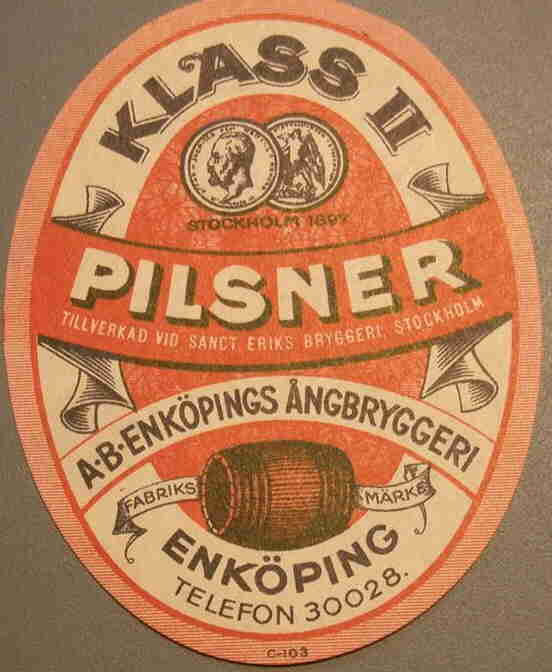 KLASS II
STOCKHOLM 1897
PILSNER
TILLVERKAD VID SANCT ERIKS BRYGGERI, STOCKHOLM
A·B·ENKÖPINGS ÅNGBRYGGERI
FABRIKS MÄRKE
ENKÖPING
TELEFON 30028.
C-103